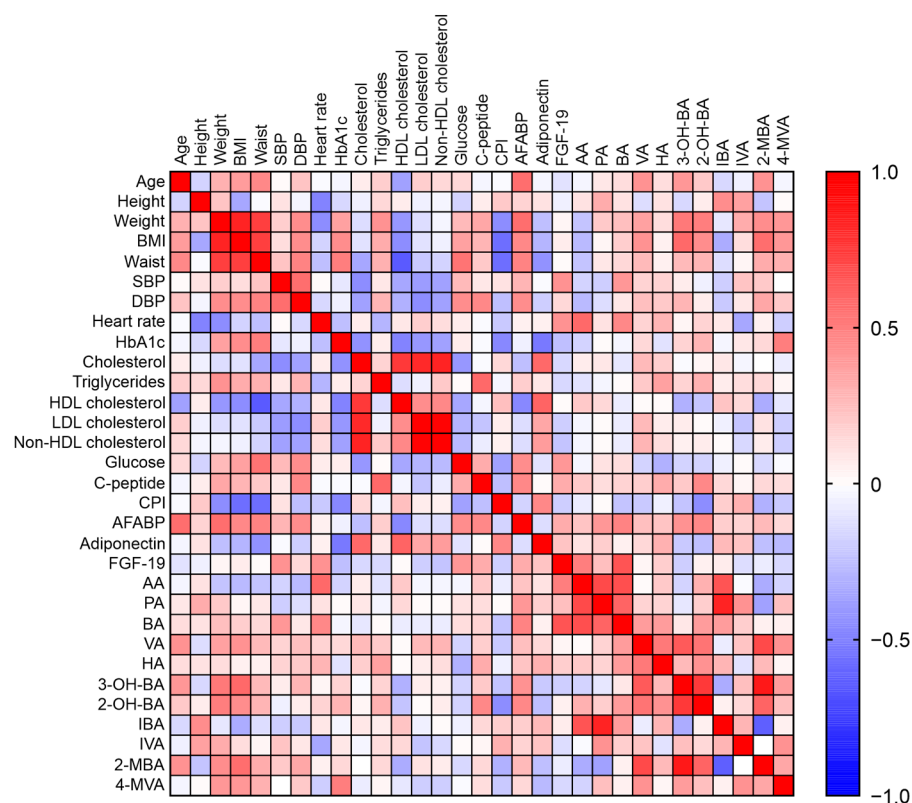 Age
Height
Weight
BMI
Waist
SBP
DBP
Heart rate
HbA1c
Cholesterol
Triglycerides
HDL cholesterol
LDL cholesterol
Non-HDL cholesterol
Glucose
C-peptide
CPI
AFABP
Adiponectin
FGF-19
AA
PA
BA
VA
HA
3-OH-BA
2-OH-BA
IBA
IVA
2-MBA
4-MVA
Age
Height
Weight
BMI
Waist
SBP
DBP
Heart rate
HbA1c
Cholesterol
Triglycerides
HDL cholesterol
LDL cholesterol
Non-HDL cholesterol
Glucose
C-peptide
CPI
AFABP
Adiponectin
FGF-19
AA
PA
BA
VA
HA
3-OH-BA
2-OH-BA
IBA
IVA
2-MBA
4-MVA
1.0
0.5
0
−0.5
−1.0